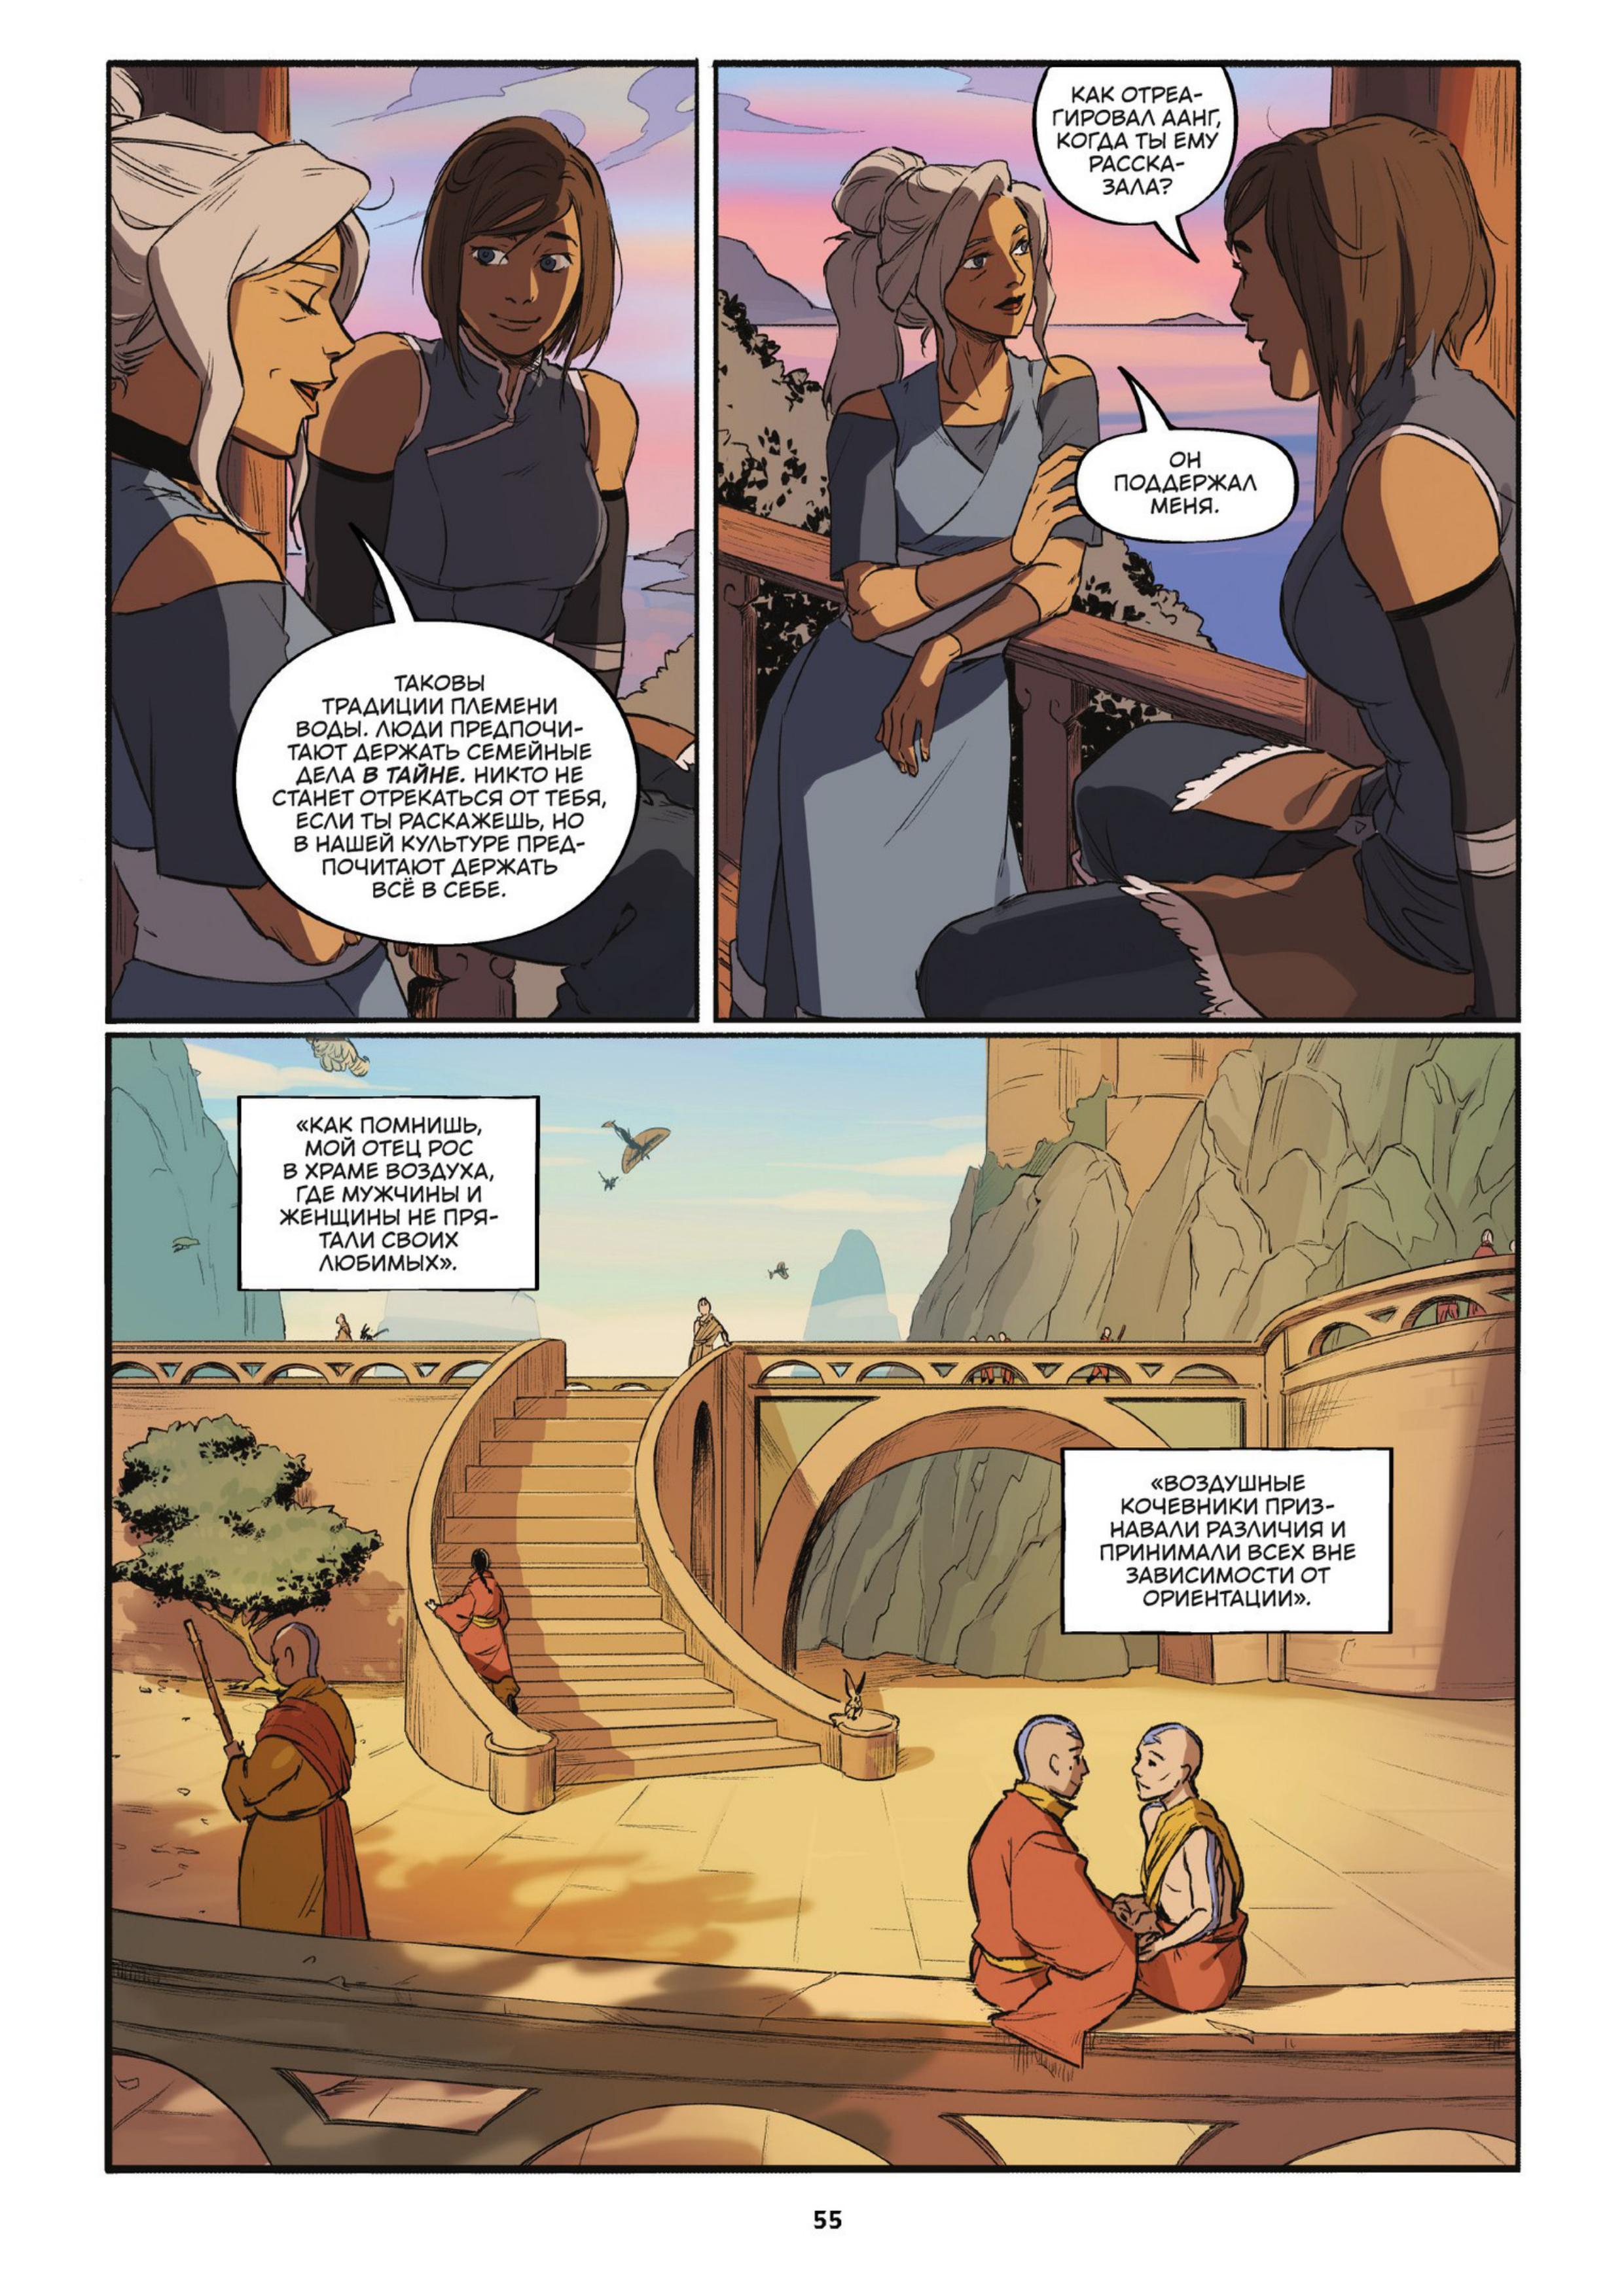 ТАКОВЫ
ТРАДИЦИИ ПЛЕМЕНИ
ВОДЫ. ЛЮДИ ПРЕДПОЧИ-
ТАЮТ ДЕРЖАТЬ СЕМЕЙНЫЕ
ДЕЛА В ТАЙНЕ. НИКТО НЕ
СТАНЕТ ОТРЕКАТЬСЯ ОТ ТЕБЯ,
ЕСЛИ ТЫ РАСКАЖЕШЬ, НО
В НАШЕЙ КУЛЬТУРЕ ПРЕД-
ПОЧИТАЮТ ДЕРЖАТЬ
ВСЁ В СЕБЕ.
КАК ОТРЕА-
ГИРОВАЛ ААНГ,
КОГДА ТЫ ЕМУ
РАССКА-
ЗАЛА?
ОН
ПОДДЕРЖАЛ
МЕНЯ.
«КАК ПОМНИШЬ,
МОЙ ОТЕЦ РОС
В ХРАМЕ ВОЗДУХА,
ГДЕ МУЖЧИНЫ И
ЖЕНЩИНЫ НЕ ПРЯ-
ТАЛИ СВОИХ
ЛЮБИМЫХ».
«ВОЗДУШНЫЕ
КОЧЕВНИКИ ПРИЗ-
НАВАЛИ РАЗЛИЧИЯ И
ПРИНИМАЛИ ВСЕХ ВНЕ
ЗАВИСИМОСТИ ОТ
ОРИЕНТАЦИИ».
55